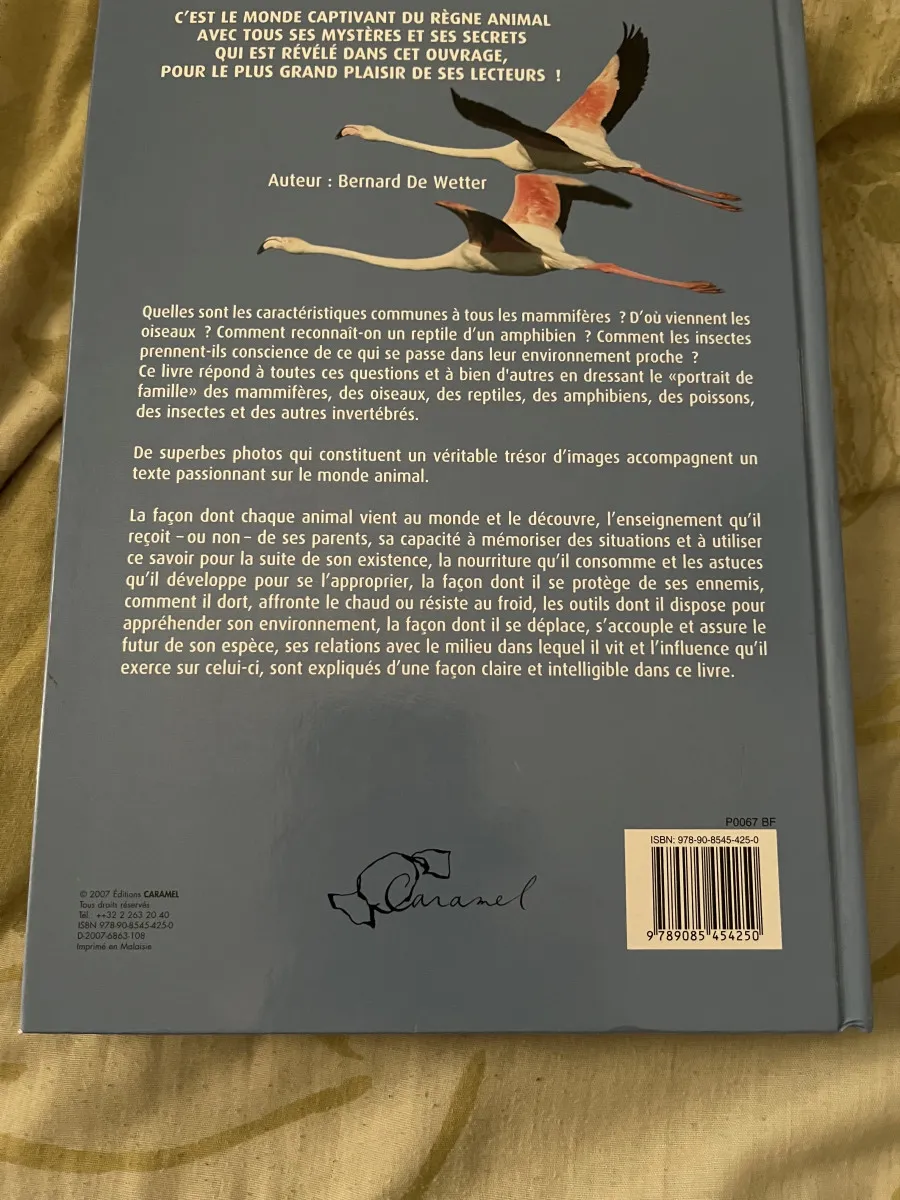 C'EST LE MONDE CAPTIVANT DU RÈGNE ANIMAL
AVEC TOUS SES MYSTÈRES ET SES SECRETS
QUI EST RÉVÉLÉ DANS CET OUVRAGE,
POUR LE PLUS GRAND PLAISIR DE SES LECTEURS !
Auteur : Bernard De Wetter
Quelles sont les caractéristiques communes à tous les mammifères ? D'où viennent les
oiseaux ? Comment reconnaît-on un reptile d'un amphibien ? Comment les insectes
prennent-ils conscience de ce qui se passe dans leur environnement proche ?
Ce livre répond à toutes ces questions et à bien d'autres en dressant le «portrait de
famille» des mammifères, des oiseaux, des reptiles, des amphibiens, des poissons,
des insectes et des autres invertébrés.
De superbes photos qui constituent un véritable trésor d'images accompagnent un
texte passionnant sur le monde animal.
La façon dont chaque animal vient au monde et le découvre, l'enseignement qu'il
reçoit – ou non – de ses parents, sa capacité à mémoriser des situations et à utiliser
ce savoir pour la suite de son existence, la nourriture qu'il consomme et les astuces
qu'il développe pour se l'approprier, la façon dont il se protège de ses ennemis,
comment il dort, affronte le chaud ou résiste au froid, les outils dont il dispose pour
appréhender son environnement, la façon dont il se déplace, s'accouple et assure le
futur de son espèce, ses relations avec le milieu dans lequel il vit et l'influence qu'il
exerce sur celui-ci, sont expliqués d'une façon claire et intelligible dans ce livre.
P0067 BF
ISBN: 978-90-8545-425-0
9 789085 454250
© 2007 Éditions CARAMEL
Tous droits réservés
Tél : ++32 2 263 20 40
ISBN 978-90-8545-425-0
D-2007-6863-108
Imprimé en Malaisie
Caramel